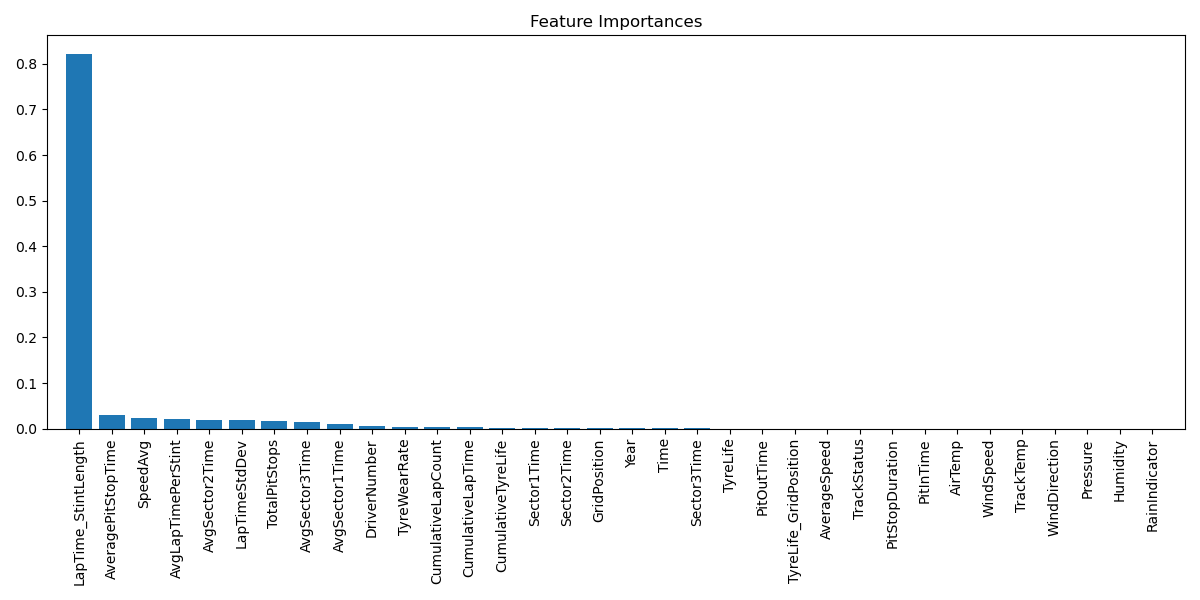 Feature Importances
0.8
0.7
0.6
0.5
0.4
0.3
0.2
0.1
0.0
LapTime_StintLength
AveragePitStopTime
SpeedAvg
AvgLapTimePerStint
AvgSector2Time
LapTimeStdDev
TotalPitStops
AvgSector3Time
AvgSector1Time
DriverNumber
TyreWearRate
CumulativeLapCount
CumulativeLapTime
CumulativeTyreLife
Sector1Time
Sector2Time
GridPosition
Year
Time
Sector3Time
TyreLife
PitOutTime
TyreLife_GridPosition
AverageSpeed
TrackStatus
PitStopDuration
PitInTime
AirTemp
WindSpeed
TrackTemp
WindDirection
Pressure
Humidity
RainIndicator